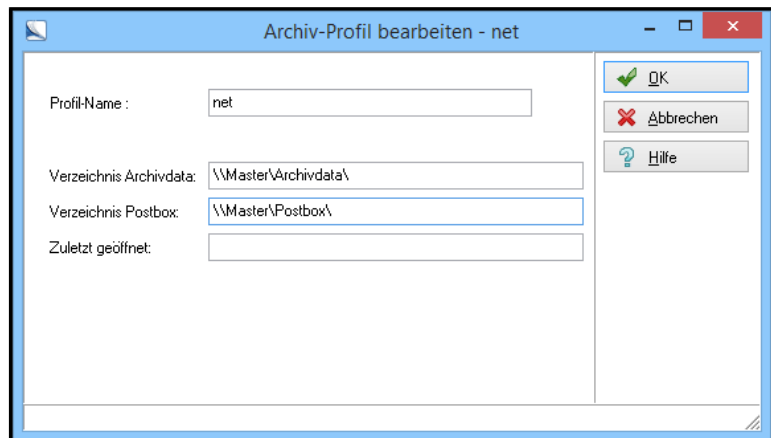 Archiv-Profil bearbeiten - net
Profil-Name : net
Verzeichnis Archivdata: \\Master\Archivdata\
Verzeichnis Postbox: \\Master\Postbox\
Zuletzt geöffnet:
OK
Abbrechen
Hilfe